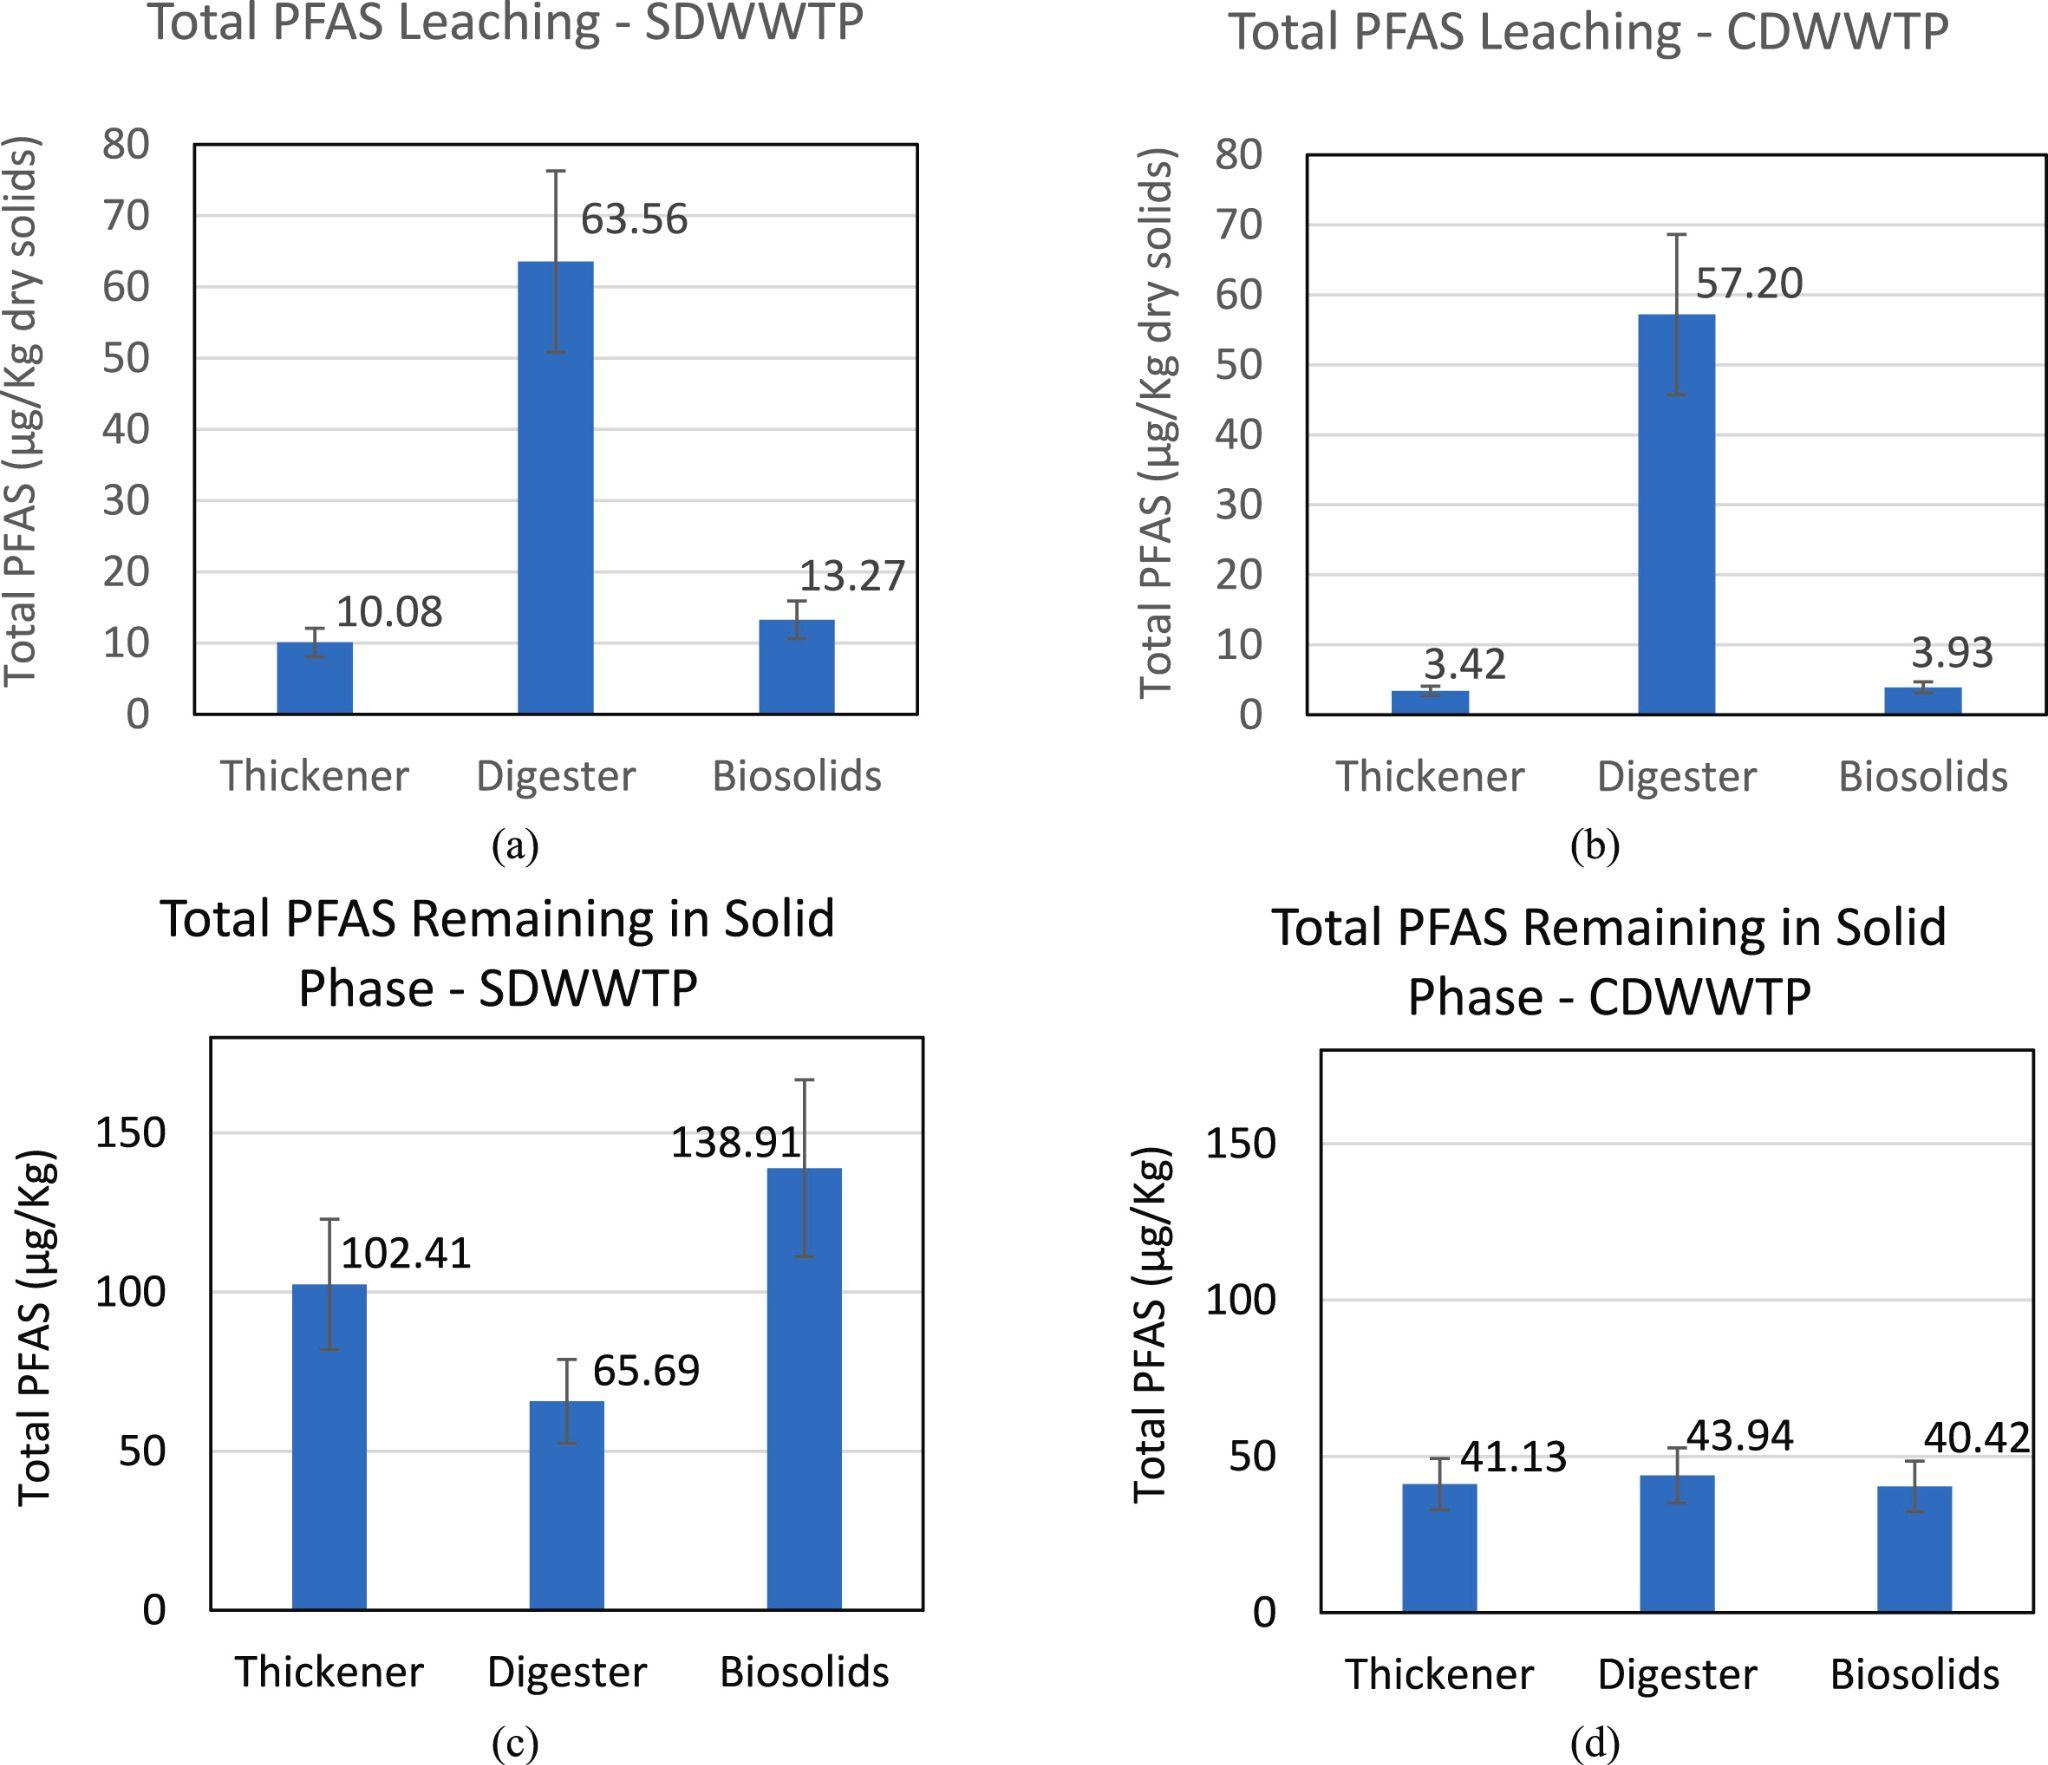 Total PFAS Leaching - SDWWTP
Total PFAS (µg/Kg dry solids)
80
70
60
50
40
30
20
10
0
10.08
63.56
13.27
Thickener Digester Biosolids
(a)
Total PFAS Leaching - CDWWTP
Total PFAS (µg/Kg dry solids)
80
70
60
50
40
30
20
10
0
3.42
57.20
3.93
Thickener Digester Biosolids
(b)
Total PFAS Remaining in Solid
Phase - SDWWTP
Total PFAS (µg/Kg)
150
100
50
0
102.41
65.69
138.91
Thickener Digester Biosolids
(c)
Total PFAS Remaining in Solid
Phase - CDWWTP
Total PFAS (µg/Kg)
150
100
50
0
41.13
43.94
40.42
Thickener Digester Biosolids
(d)